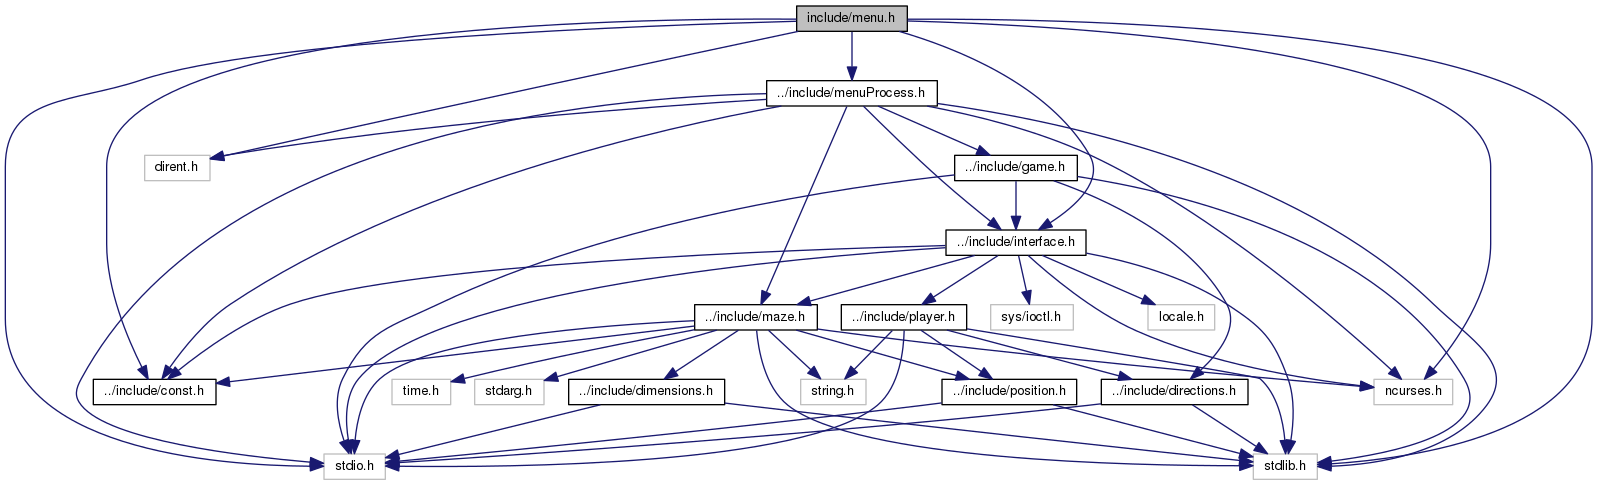 include/menu.h
../include/menuProcess.h
dirent.h
../include/game.h
../include/interface.h
../include/maze.h
../include/player.h
sys/ioctl.h
locale.h
../include/const.h
time.h
stdarg.h
../include/dimensions.h
string.h
../include/position.h
../include/directions.h
ncurses.h
stdio.h
stdlib.h